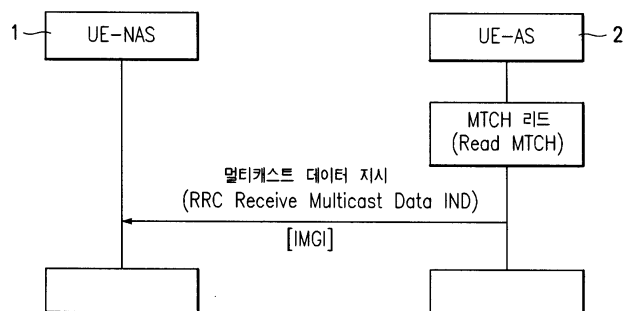 1
UE-NAS
UE-AS
2
MTCH 리드
(Read MTCH)
멀티캐스트 데이터 지시
(RRC Receive Multicast Data IND)
[IMGI]